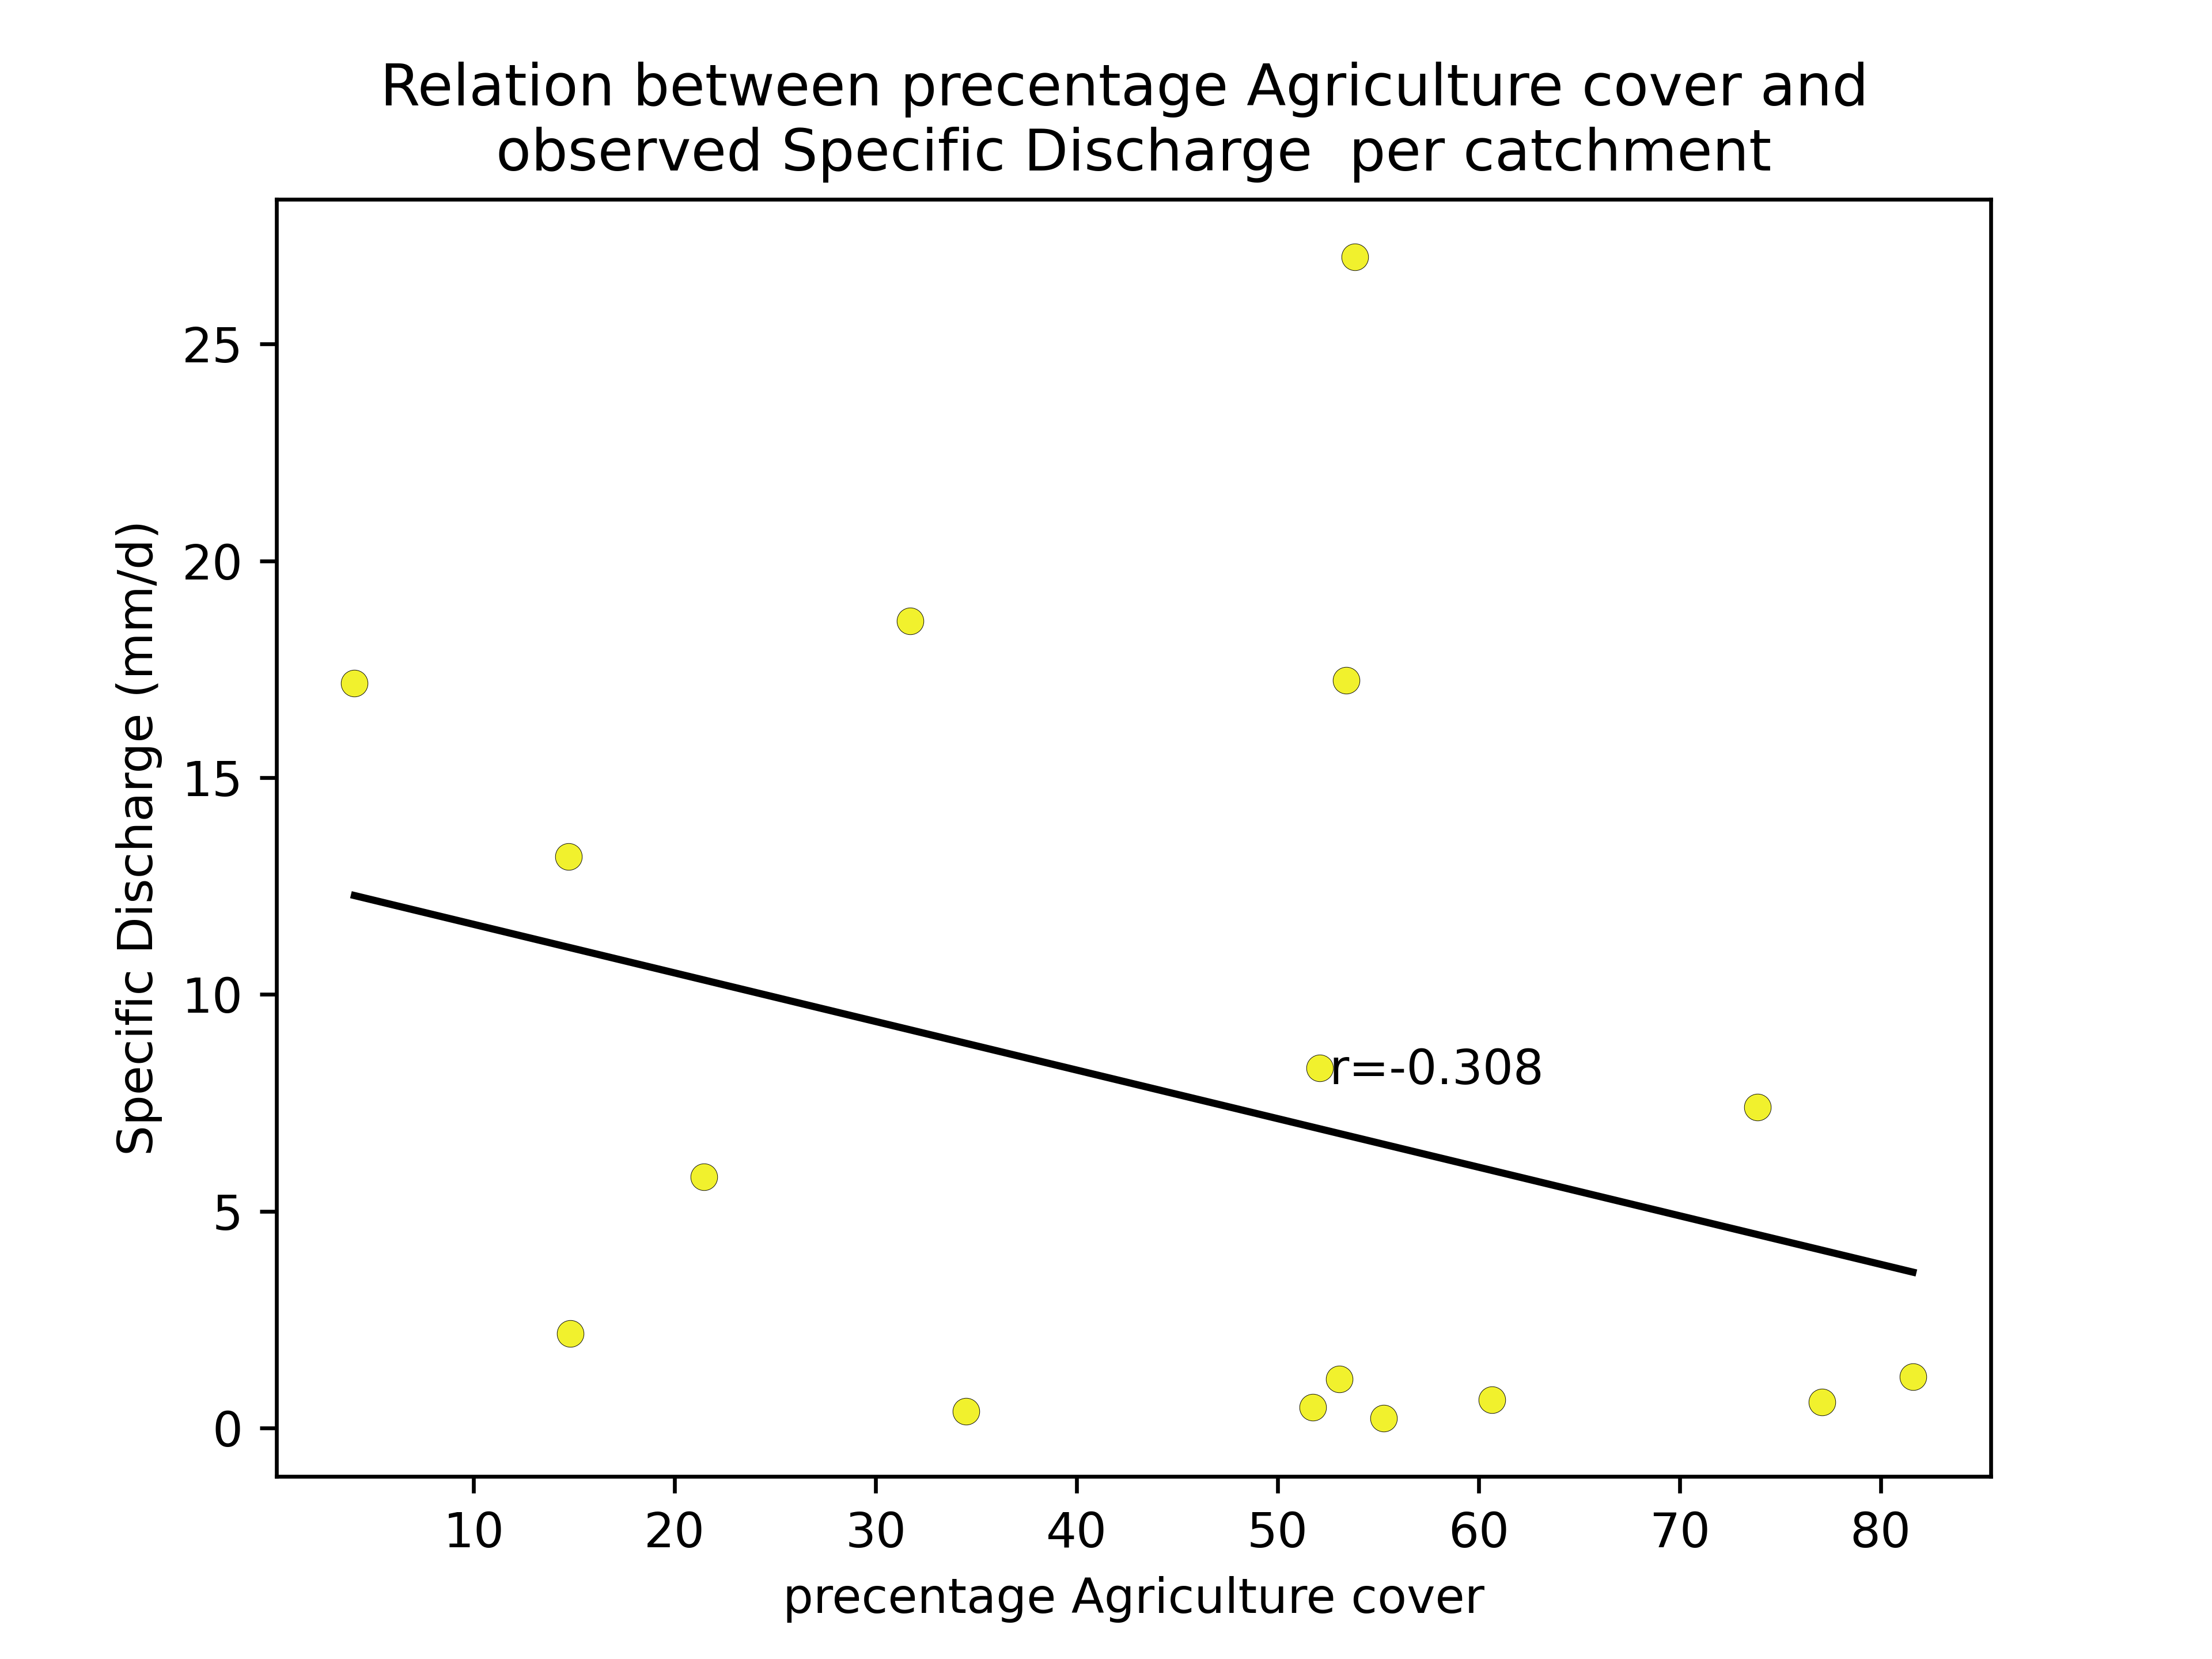 Relation between precentage Agriculture cover and
observed Specific Discharge  per catchment
Specific Discharge (mm/d)
25
20
15
10
5
0
r=-0.308
10 20 30 40 50 60 70 80
precentage Agriculture cover